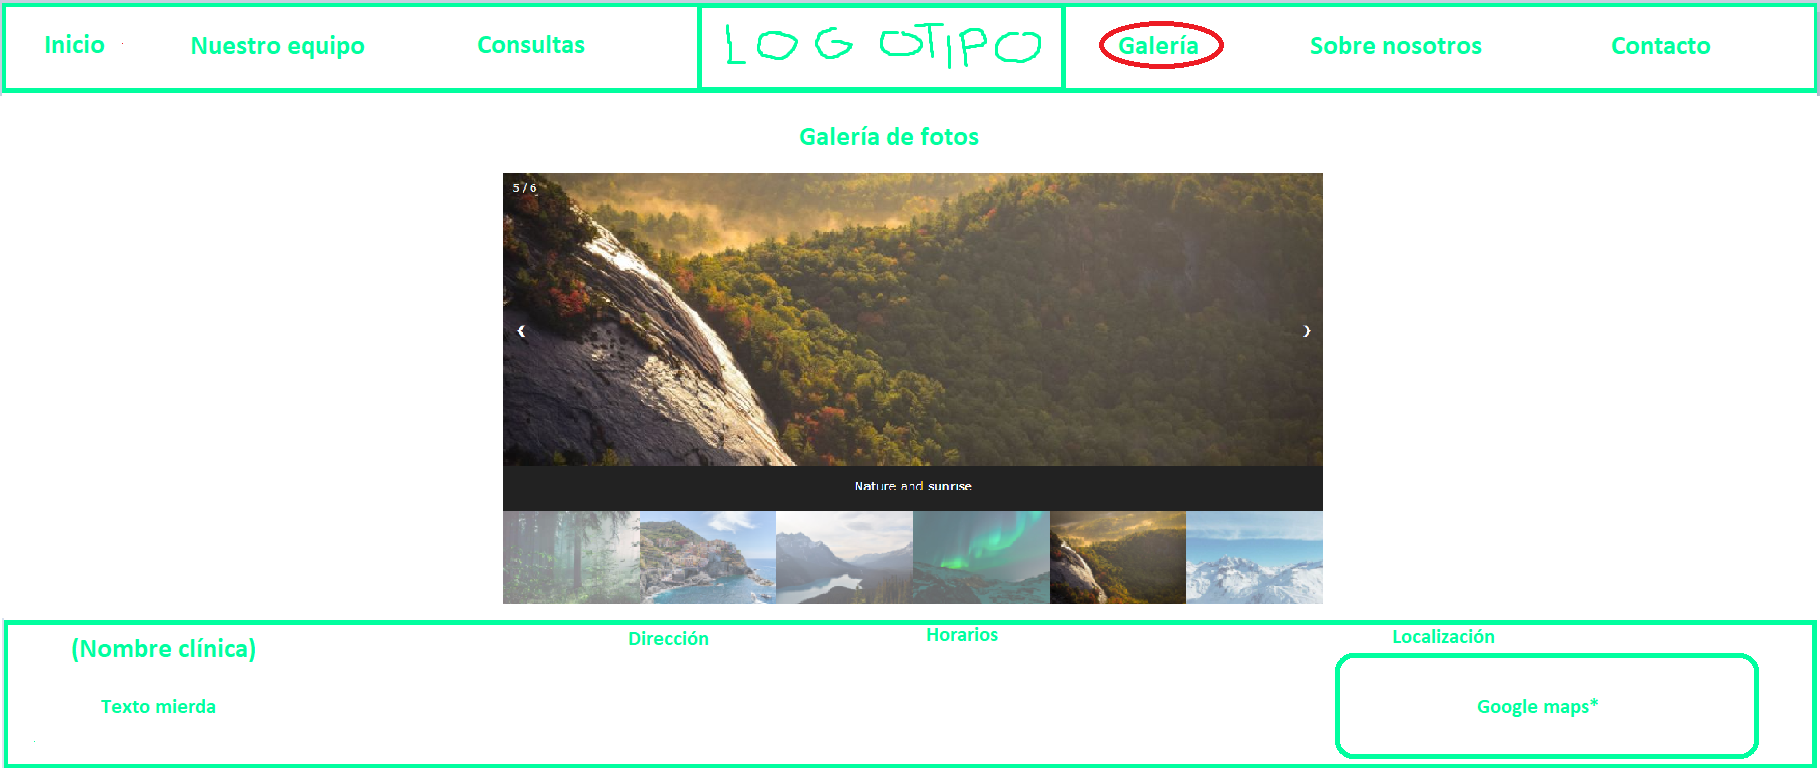 Inicio Nuestro equipo Consultas LOGOTIPO Galería Sobre nosotros Contacto
Galería de fotos
5 / 6
❮ ❯
Nature and sunrise
(Nombre clínica) Dirección Horarios Localización
Texto mierda Google maps*